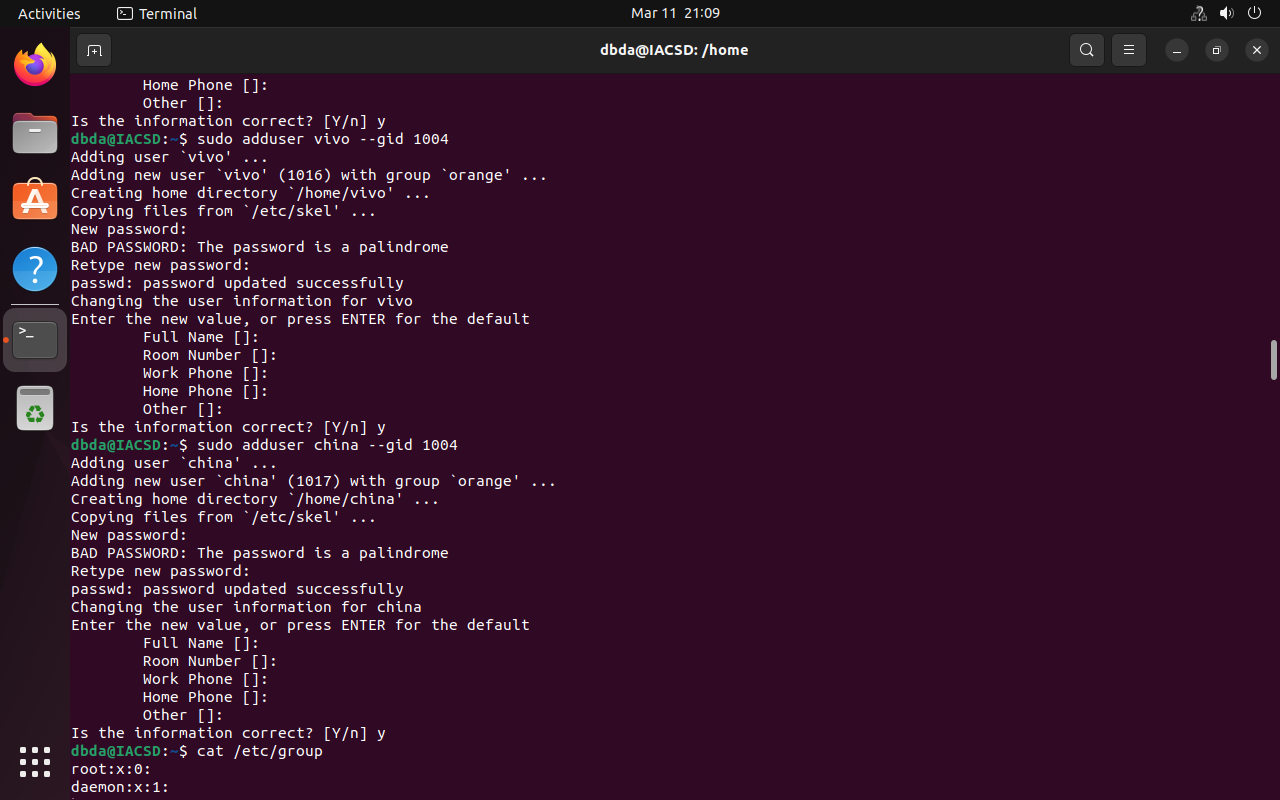 Activities
Terminal
Mar 11 21:09
dbda@IACSD: /home
Home Phone []:
Other []:
Is the information correct? [Y/n] y
dbda@IACSD:~$ sudo adduser vivo --gid 1004
Adding user `vivo' ...
Adding new user `vivo' (1016) with group `orange' ...
Creating home directory `/home/vivo' ...
Copying files from `/etc/skel' ...
New password:
BAD PASSWORD: The password is a palindrome
Retype new password:
passwd: password updated successfully
Changing the user information for vivo
Enter the new value, or press ENTER for the default
Full Name []:
Room Number []:
Work Phone []:
Home Phone []:
Other []:
Is the information correct? [Y/n] y
dbda@IACSD:~$ sudo adduser china --gid 1004
Adding user `china' ...
Adding new user `china' (1017) with group `orange' ...
Creating home directory `/home/china' ...
Copying files from `/etc/skel' ...
New password:
BAD PASSWORD: The password is a palindrome
Retype new password:
passwd: password updated successfully
Changing the user information for china
Enter the new value, or press ENTER for the default
Full Name []:
Room Number []:
Work Phone []:
Home Phone []:
Other []:
Is the information correct? [Y/n] y
dbda@IACSD:~$ cat /etc/group
root:x:0:
daemon:x:1: